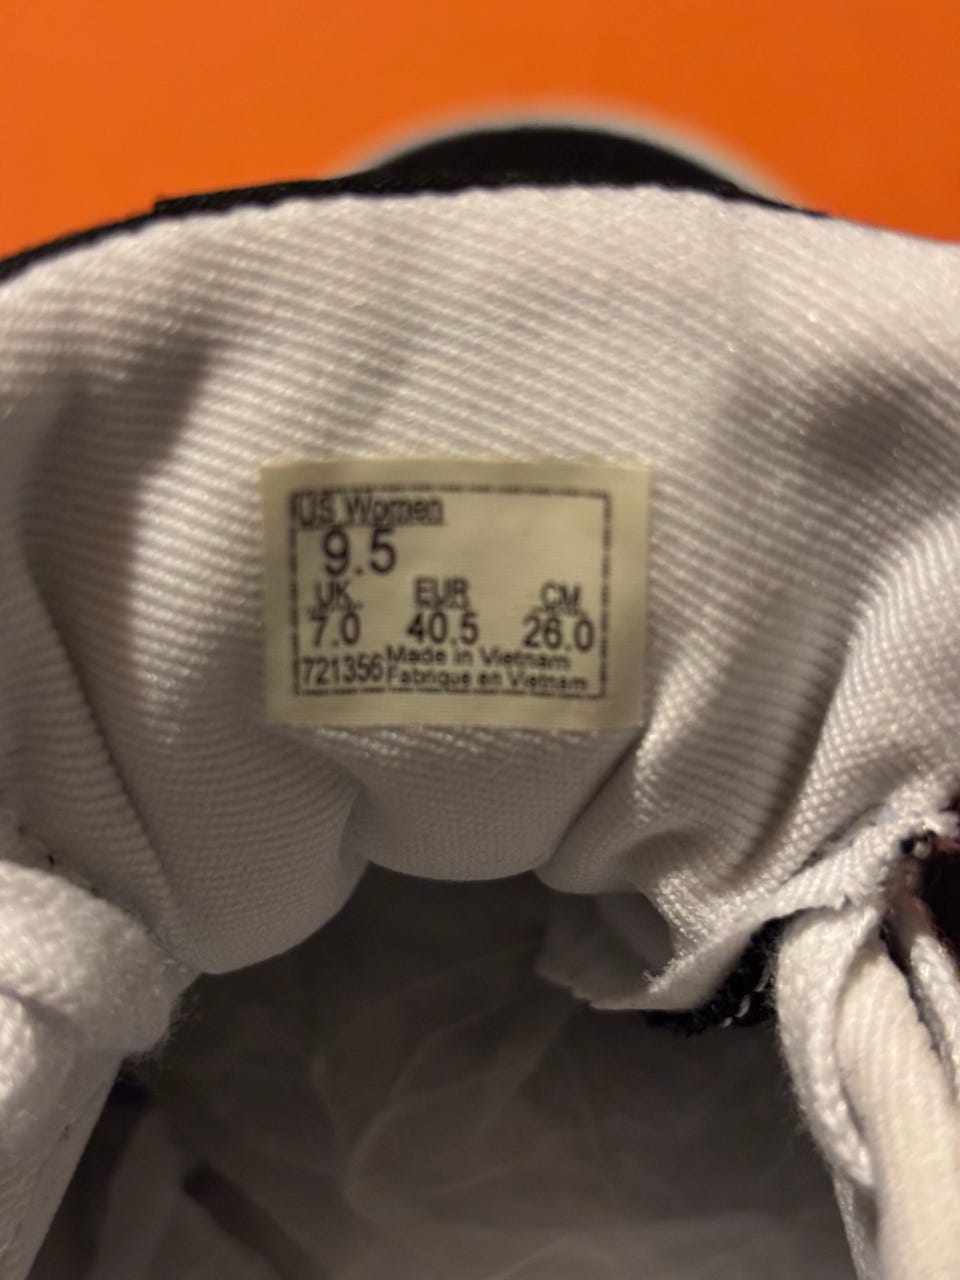 US Women
9.5
UK EUR CM
7.0 40.5 26.0
721356 Made in Vietnam
Fabrique en Vietnam